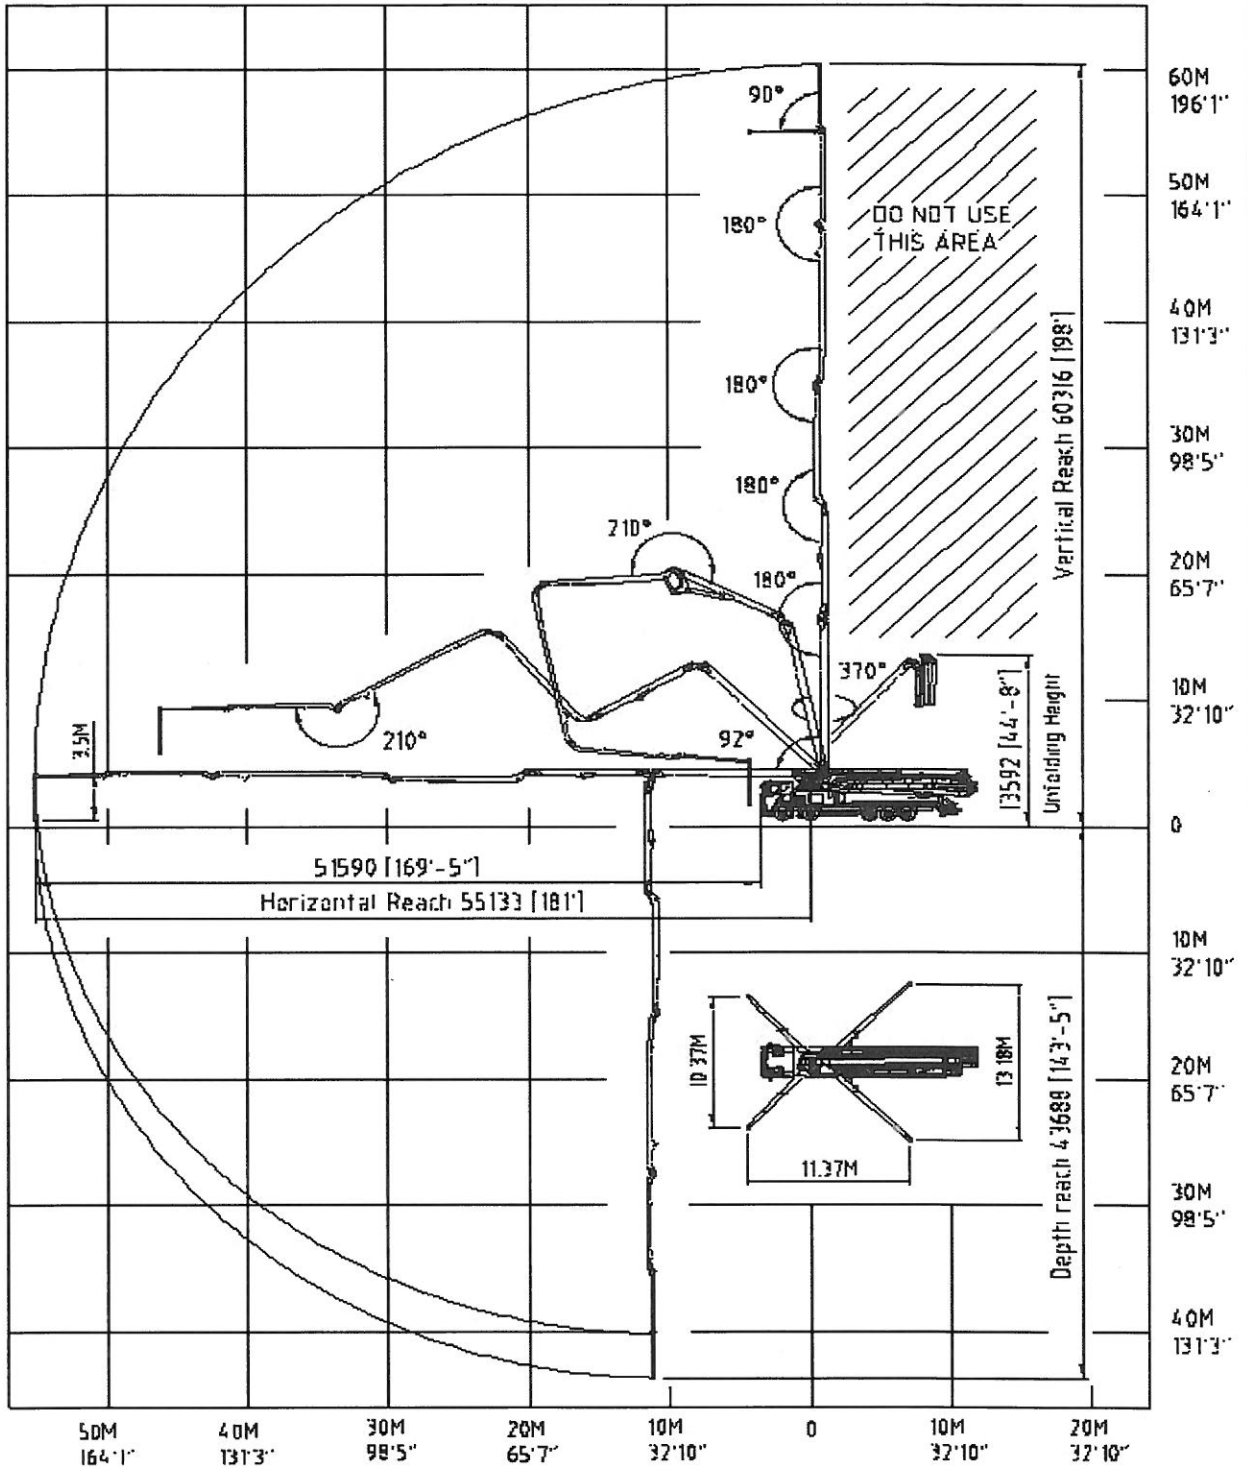 60M
196'1"
90°
50M
164'1"
DO NOT USE
THIS AREA
180°
40M
131'3"
180°
Vertical Reach 60316 [198']
30M
98'5"
180°
210°
20M
65'7"
180°
370°
10M
32'10"
13592 [44'-8"]
Unfolding Height
3.5M
210°
92°
0
51590 [169'-5"]
Horizontal Reach 55133 [181']
10M
32'10"
10.37M
13.18M
20M
65'7"
11.37M
Depth reach 43688 [143'-5"]
30M
98'5"
40M
131'3"
50M
164'1"
40M
131'3"
30M
98'5"
20M
65'7"
10M
32'10"
0
10M
32'10"
20M
32'10"